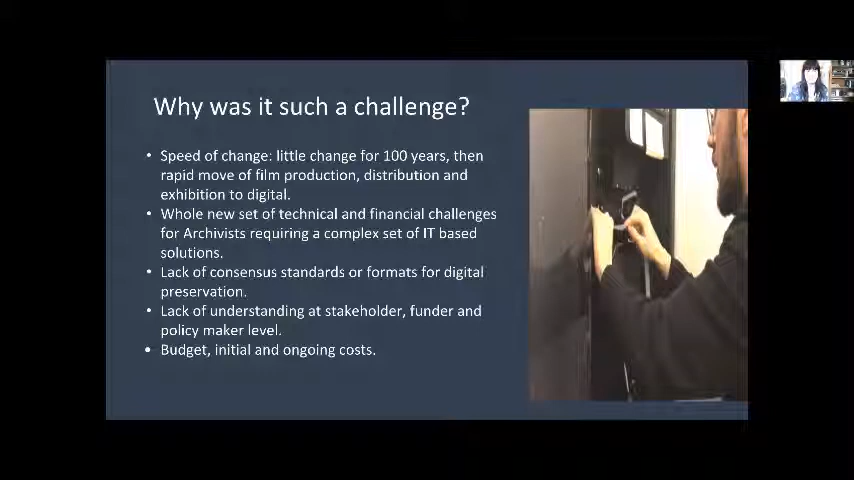 Why was it such a challenge?
• Speed of change: little change for 100 years, then
rapid move of film production, distribution and
exhibition to digital.
• Whole new set of technical and financial challenges
for Archivists requiring a complex set of IT based
solutions.
• Lack of consensus standards or formats for digital
preservation.
• Lack of understanding at stakeholder, funder and
policy maker level.
• Budget, initial and ongoing costs.